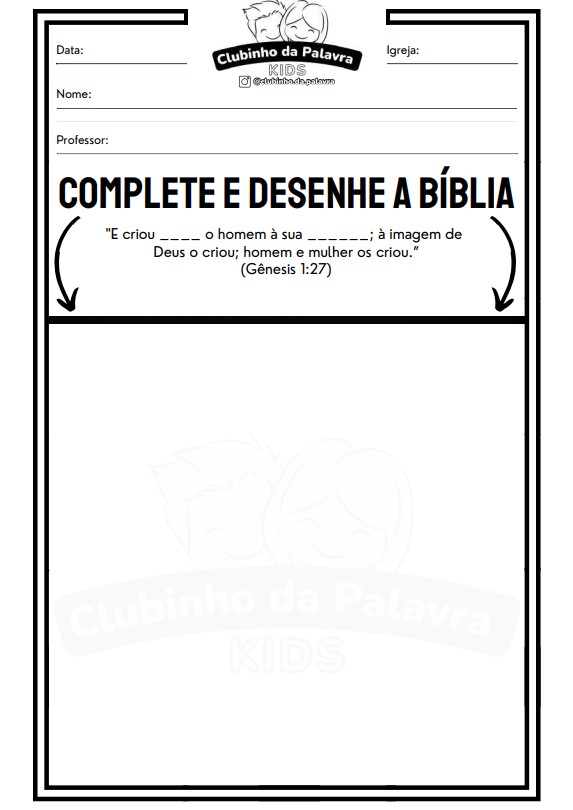 Clubinho da Palavra
KIDS
@clubinho.da.palavra
Data:
Igreja:
Nome:
Professor:
COMPLETE E DESENHE A BÍBLIA
"E criou ____ o homem à sua ______; à imagem de
Deus o criou; homem e mulher os criou."
(Gênesis 1:27)
Clubinho da Palavra
KIDS